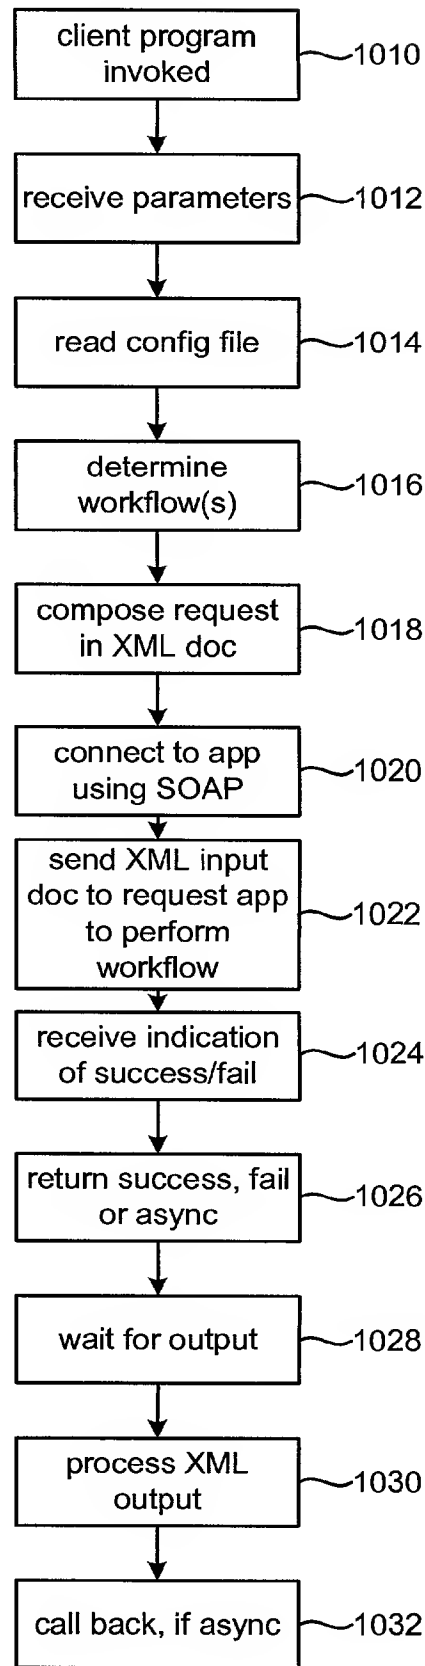 client program
invoked
1010
receive parameters
1012
read config file
1014
determine
workflow(s)
1016
compose request
in XML doc
1018
connect to app
using SOAP
1020
send XML input
doc to request app
to perform
workflow
1022
receive indication
of success/fail
1024
return success, fail
or async
1026
wait for output
1028
process XML
output
1030
call back, if async
1032